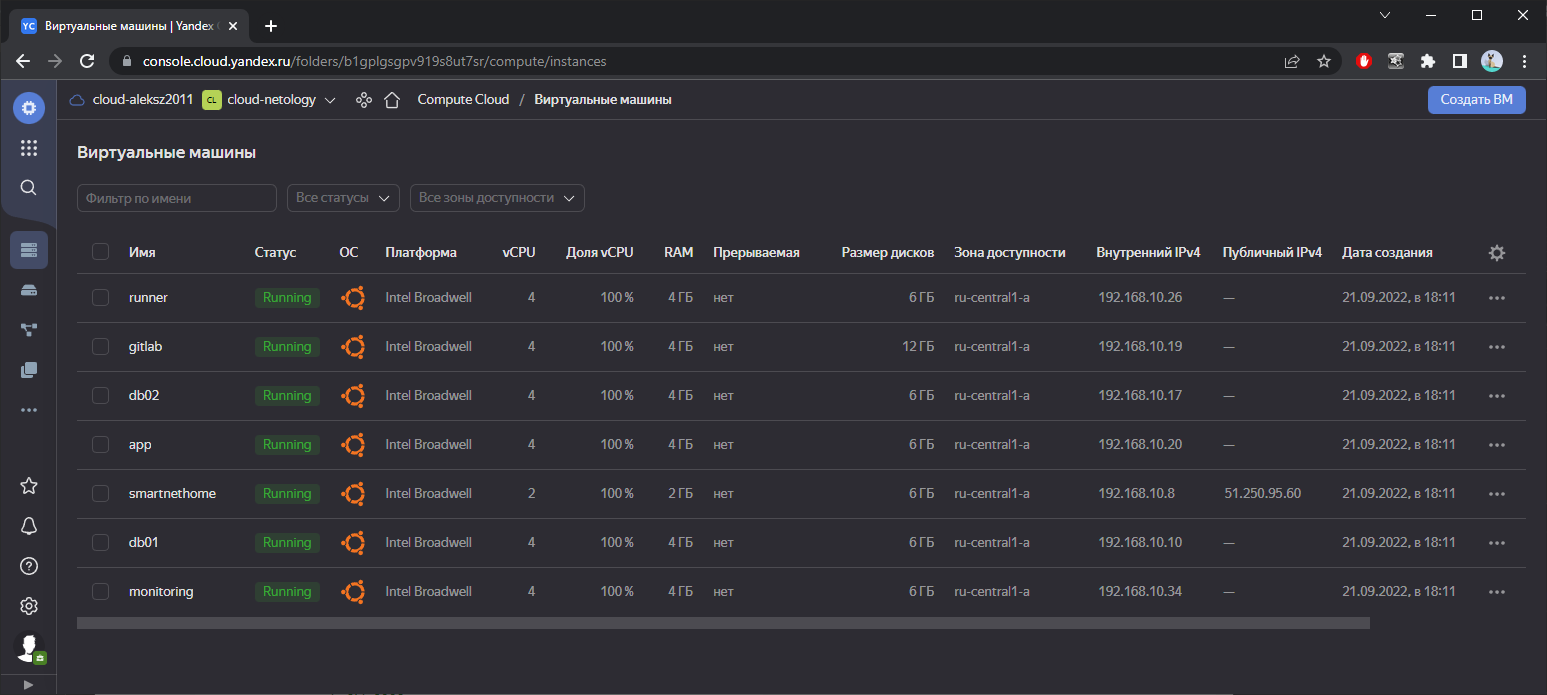 YC Виртуальные машины | Yandex
console.cloud.yandex.ru/folders/b1gplgsgpv919s8ut7sr/compute/instances
cloud-aleksz2011 CL cloud-netology Compute Cloud / Виртуальные машины Создать ВМ
Виртуальные машины
Фильтр по имени Все статусы Все зоны доступности
Имя Статус ОС Платформа vCPU Доля vCPU RAM Прерываемая Размер дисков Зона доступности Внутренний IPv4 Публичный IPv4 Дата создания
runner Running Intel Broadwell 4 100 % 4 ГБ нет 6 ГБ ru-central1-a 192.168.10.26 — 21.09.2022, в 18:11
gitlab Running Intel Broadwell 4 100 % 4 ГБ нет 12 ГБ ru-central1-a 192.168.10.19 — 21.09.2022, в 18:11
db02 Running Intel Broadwell 4 100 % 4 ГБ нет 6 ГБ ru-central1-a 192.168.10.17 — 21.09.2022, в 18:11
app Running Intel Broadwell 4 100 % 4 ГБ нет 6 ГБ ru-central1-a 192.168.10.20 — 21.09.2022, в 18:11
smartnethome Running Intel Broadwell 2 100 % 2 ГБ нет 6 ГБ ru-central1-a 192.168.10.8 51.250.95.60 21.09.2022, в 18:11
db01 Running Intel Broadwell 4 100 % 4 ГБ нет 6 ГБ ru-central1-a 192.168.10.10 — 21.09.2022, в 18:11
monitoring Running Intel Broadwell 4 100 % 4 ГБ нет 6 ГБ ru-central1-a 192.168.10.34 — 21.09.2022, в 18:11